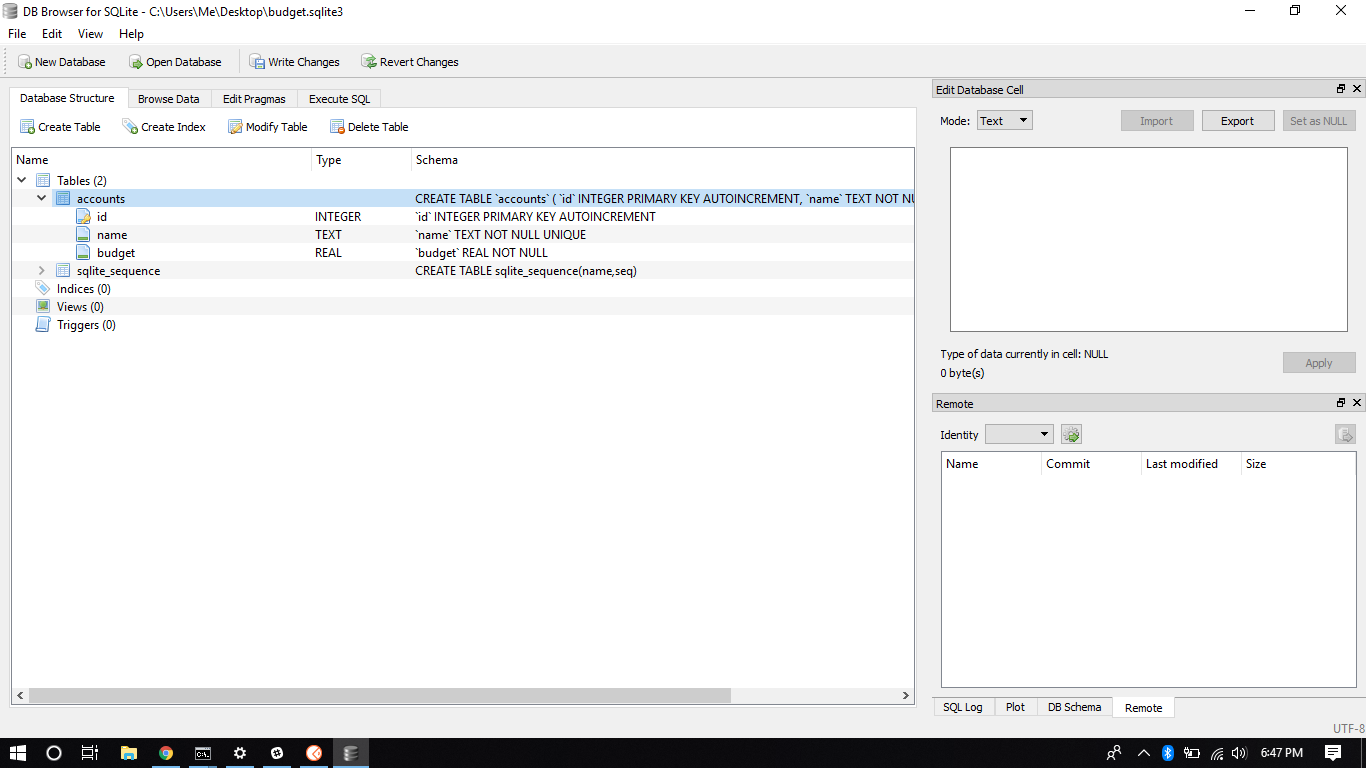 DB Browser for SQLite - C:\Users\Me\Desktop\budget.sqlite3
File Edit View Help
New Database Open Database Write Changes Revert Changes
Database Structure Browse Data Edit Pragmas Execute SQL
Create Table Create Index Modify Table Delete Table
Name Type Schema
Tables (2)
accounts CREATE TABLE `accounts` ( `id` INTEGER PRIMARY KEY AUTOINCREMENT, `name` TEXT NOT NU
id INTEGER `id` INTEGER PRIMARY KEY AUTOINCREMENT
name TEXT `name` TEXT NOT NULL UNIQUE
budget REAL `budget` REAL NOT NULL
sqlite_sequence CREATE TABLE sqlite_sequence(name,seq)
Indices (0)
Views (0)
Triggers (0)
Edit Database Cell
Mode: Text Import Export Set as NULL
Type of data currently in cell: NULL
0 byte(s)
Apply
Remote
Identity
Name Commit Last modified Size
SQL Log Plot DB Schema Remote
UTF-8
6:47 PM